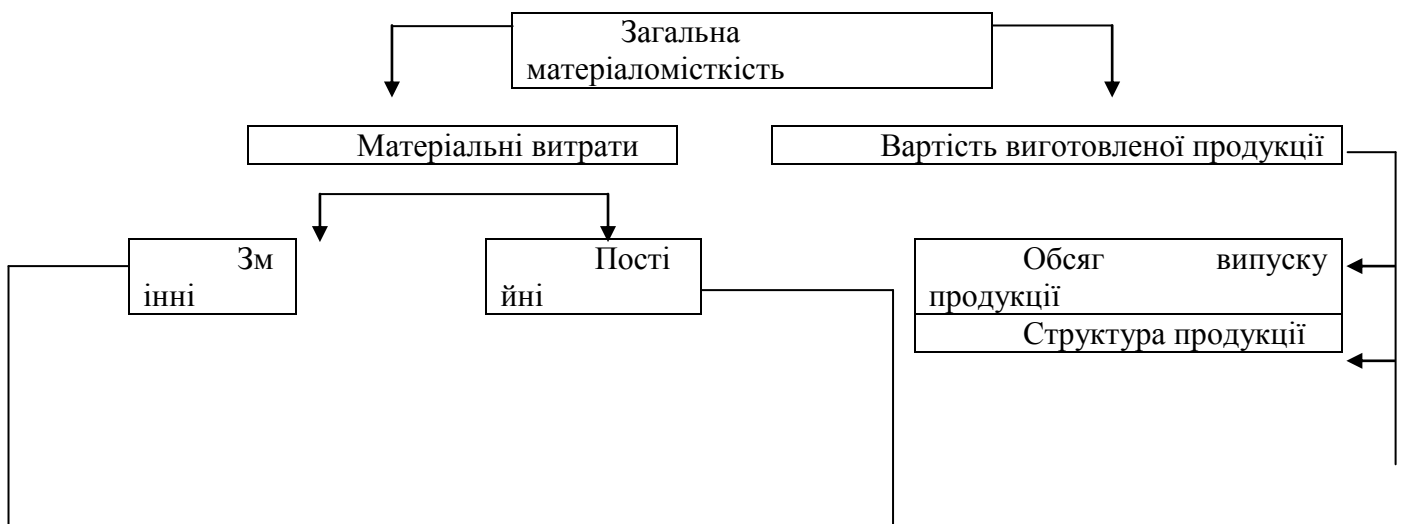 Загальна
матеріаломісткість
Матеріальні витрати
Вартість виготовленої продукції
Зм
інні
Пості
йні
Обсяг випуску
продукції
Структура продукції